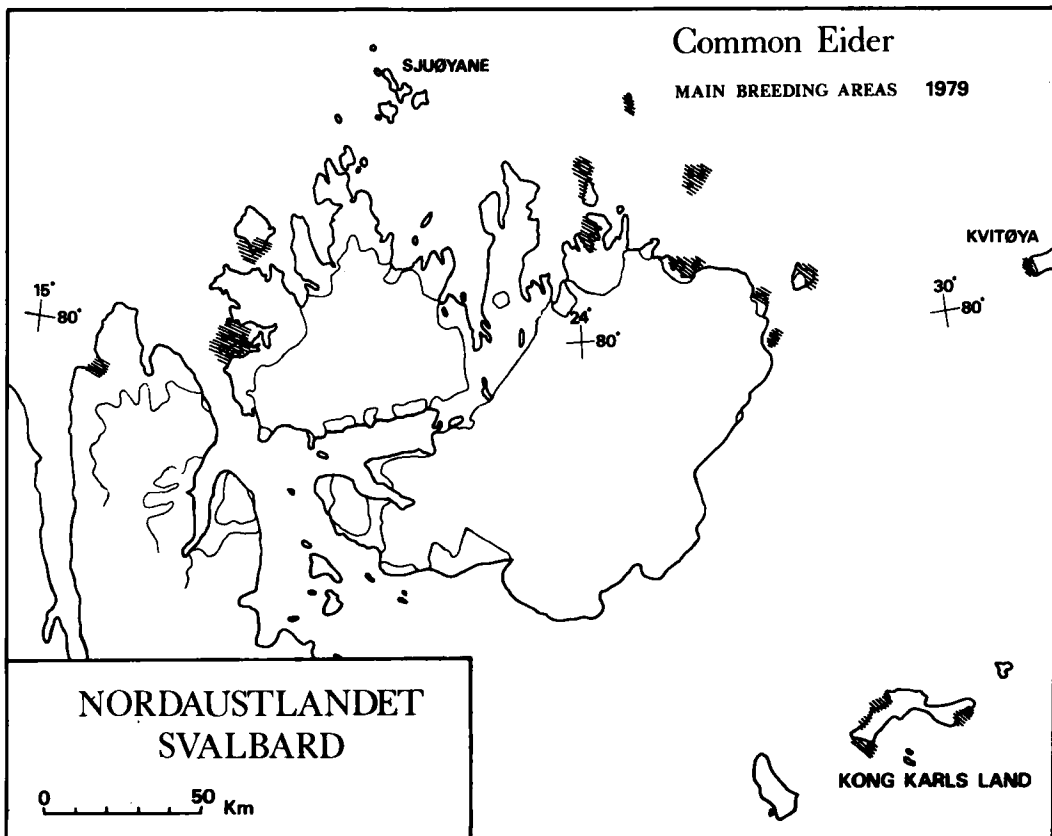 Common Eider
MAIN BREEDING AREAS 1979
SJUØYANE
KVITØYA
15°
80°
24°
80°
30°
80°
NORDAUSTLANDET
SVALBARD
0 50 Km
KONG KARLS LAND